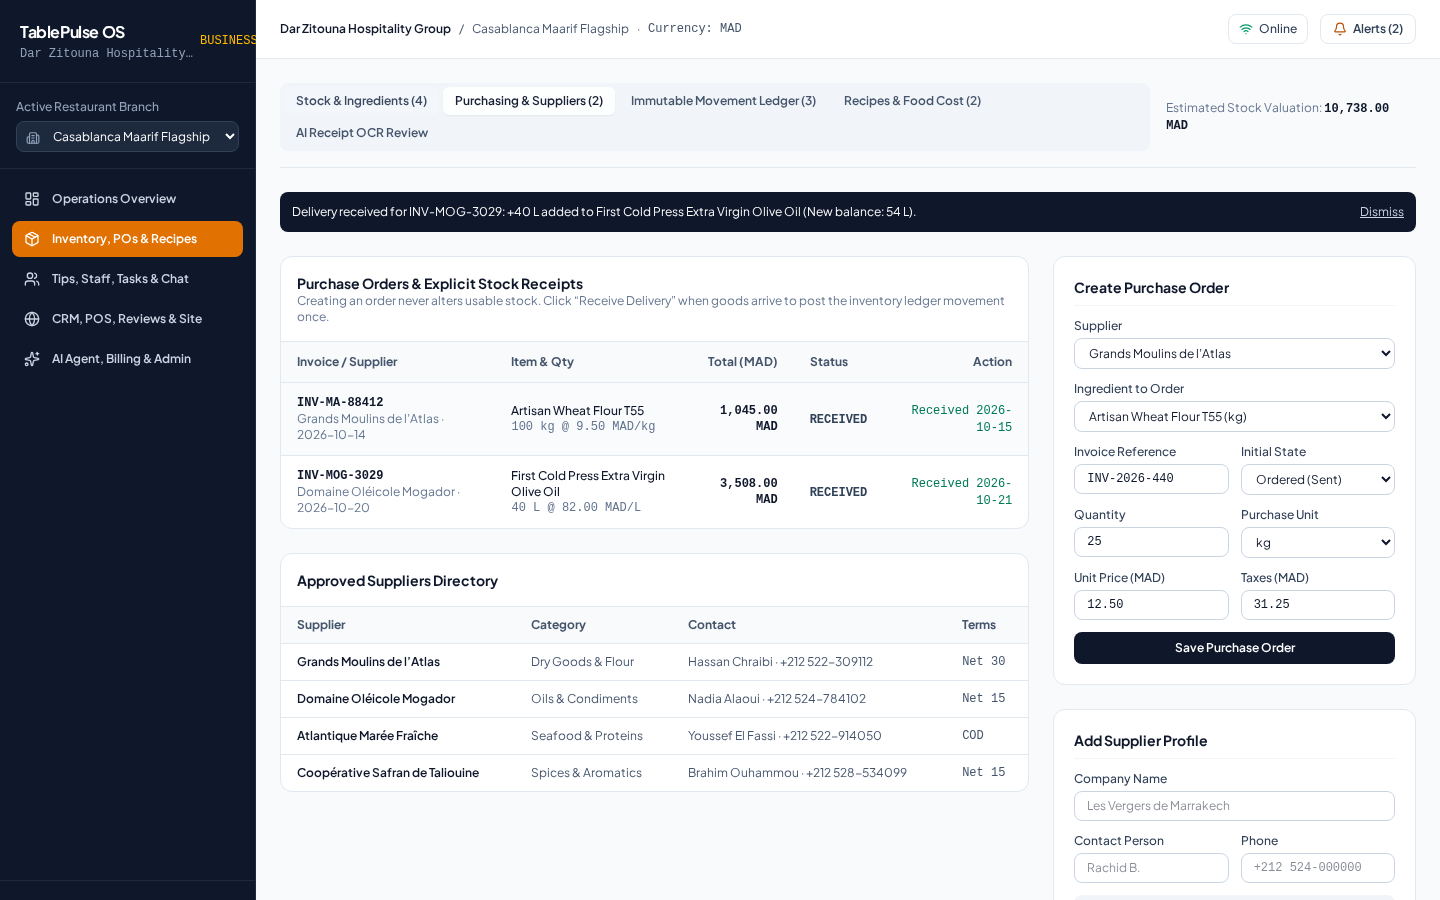 TablePulse OS
Dar Zitouna Hospitality…
BUSINESS
Active Restaurant Branch
Casablanca Maarif Flagship
Operations Overview
Inventory, POs & Recipes
Tips, Staff, Tasks & Chat
CRM, POS, Reviews & Site
AI Agent, Billing & Admin
Dar Zitouna Hospitality Group / Casablanca Maarif Flagship · Currency: MAD
Online
Alerts (2)
Stock & Ingredients (4)
Purchasing & Suppliers (2)
Immutable Movement Ledger (3)
Recipes & Food Cost (2)
AI Receipt OCR Review
Estimated Stock Valuation: 10,738.00
MAD
Delivery received for INV-MOG-3029: +40 L added to First Cold Press Extra Virgin Olive Oil (New balance: 54 L).
Dismiss
Purchase Orders & Explicit Stock Receipts
Creating an order never alters usable stock. Click “Receive Delivery” when goods arrive to post the inventory ledger movement
once.
Invoice / Supplier Item & Qty Total (MAD) Status Action
INV-MA-88412
Grands Moulins de l’Atlas ·
2026-10-14
Artisan Wheat Flour T55
100 kg @ 9.50 MAD/kg
1,045.00
MAD
RECEIVED
Received 2026-
10-15
INV-MOG-3029
Domaine Oléicole Mogador ·
2026-10-20
First Cold Press Extra Virgin
Olive Oil
40 L @ 82.00 MAD/L
3,508.00
MAD
RECEIVED
Received 2026-
10-21
Approved Suppliers Directory
Supplier Category Contact Terms
Grands Moulins de l’Atlas Dry Goods & Flour Hassan Chraibi · +212 522-309112 Net 30
Domaine Oléicole Mogador Oils & Condiments Nadia Alaoui · +212 524-784102 Net 15
Atlantique Marée Fraîche Seafood & Proteins Youssef El Fassi · +212 522-914050 COD
Coopérative Safran de Taliouine Spices & Aromatics Brahim Ouhammou · +212 528-534099 Net 15
Create Purchase Order
Supplier
Grands Moulins de l’Atlas
Ingredient to Order
Artisan Wheat Flour T55 (kg)
Invoice Reference Initial State
INV-2026-440 Ordered (Sent)
Quantity Purchase Unit
25 kg
Unit Price (MAD) Taxes (MAD)
12.50 31.25
Save Purchase Order
Add Supplier Profile
Company Name
Les Vergers de Marrakech
Contact Person Phone
Rachid B. +212 524-000000